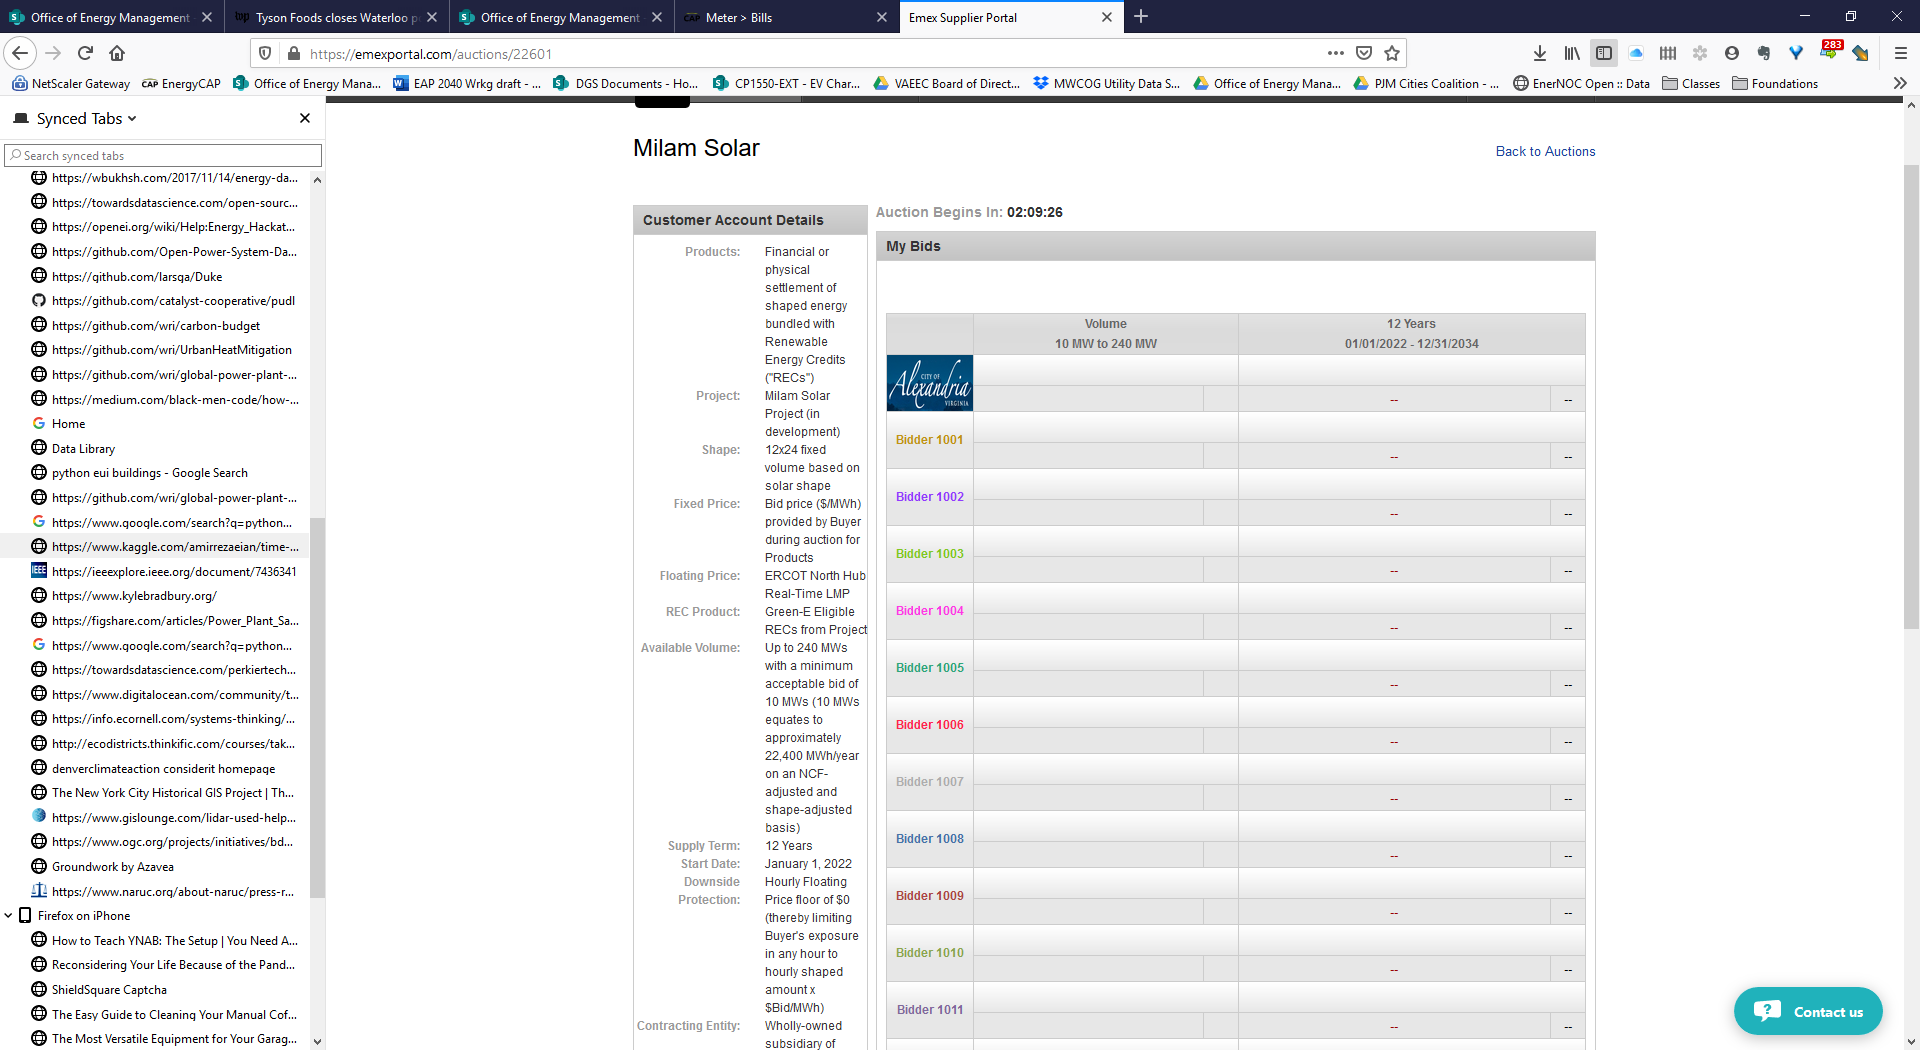 Office of Energy Management
Tyson Foods closes Waterloo p
Office of Energy Management
CAP Meter > Bills
Emex Supplier Portal
https://emexportal.com/auctions/22601
283
NetScaler Gateway
CAP EnergyCAP
Office of Energy Mana...
EAP 2040 Wrkg draft - ...
DGS Documents - Ho...
CP1550-EXT - EV Char...
VAEEC Board of Direct...
MWCOG Utility Data S...
Office of Energy Mana...
PJM Cities Coalition - ...
EnerNOC Open :: Data
Classes
Foundations
Synced Tabs
Search synced tabs
https://wbukhsh.com/2017/11/14/energy-da...
https://towardsdatascience.com/open-sourc...
https://openei.org/wiki/Help:Energy_Hackat...
https://github.com/Open-Power-System-Da...
https://github.com/larsga/Duke
https://github.com/catalyst-cooperative/pudl
https://github.com/wri/carbon-budget
https://github.com/wri/UrbanHeatMitigation
https://github.com/wri/global-power-plant-...
https://medium.com/black-men-code/how-...
Home
Data Library
python eui buildings - Google Search
https://github.com/wri/global-power-plant-...
https://www.google.com/search?q=python...
https://www.kaggle.com/amirrezaeian/time-...
IEEE https://ieeexplore.ieee.org/document/7436341
https://www.kylebradbury.org/
https://figshare.com/articles/Power_Plant_Sa...
https://www.google.com/search?q=python...
https://towardsdatascience.com/perkiertech...
https://www.digitalocean.com/community/t...
https://info.ecornell.com/systems-thinking/...
http://ecodistricts.thinkific.com/courses/tak...
denverclimateaction considerit homepage
The New York City Historical GIS Project | Th...
https://www.gislounge.com/lidar-used-help...
https://www.ogc.org/projects/initiatives/bd...
Groundwork by Azavea
https://www.naruc.org/about-naruc/press-r...
Firefox on iPhone
How to Teach YNAB: The Setup | You Need A...
Reconsidering Your Life Because of the Pand...
ShieldSquare Captcha
The Easy Guide to Cleaning Your Manual Cof...
The Most Versatile Equipment for Your Garag...
Milam Solar
Back to Auctions
Customer Account Details
Products: Financial or
physical
settlement of
shaped energy
bundled with
Renewable
Energy Credits
("RECs")
Project: Milam Solar
Project (in
development)
Shape: 12x24 fixed
volume based on
solar shape
Fixed Price: Bid price ($/MWh)
provided by Buyer
during auction for
Products
Floating Price: ERCOT North Hub
Real-Time LMP
REC Product: Green-E Eligible
RECs from Project
Available Volume: Up to 240 MWs
with a minimum
acceptable bid of
10 MWs (10 MWs
equates to
approximately
22,400 MWh/year
on an NCF-
adjusted and
shape-adjusted
basis)
Supply Term: 12 Years
Start Date: January 1, 2022
Downside Hourly Floating
Protection: Price floor of $0
(thereby limiting
Buyer's exposure
in any hour to
hourly shaped
amount x
$Bid/MWh)
Contracting Entity: Wholly-owned
subsidiary of
Auction Begins In: 02:09:26
My Bids
Volume
10 MW to 240 MW
12 Years
01/01/2022 - 12/31/2034
CITY OF
Alexandria
VIRGINIA
-- --
Bidder 1001
-- --
Bidder 1002
-- --
Bidder 1003
-- --
Bidder 1004
-- --
Bidder 1005
-- --
Bidder 1006
-- --
Bidder 1007
-- --
Bidder 1008
-- --
Bidder 1009
-- --
Bidder 1010
-- --
Bidder 1011
-- --
Contact us